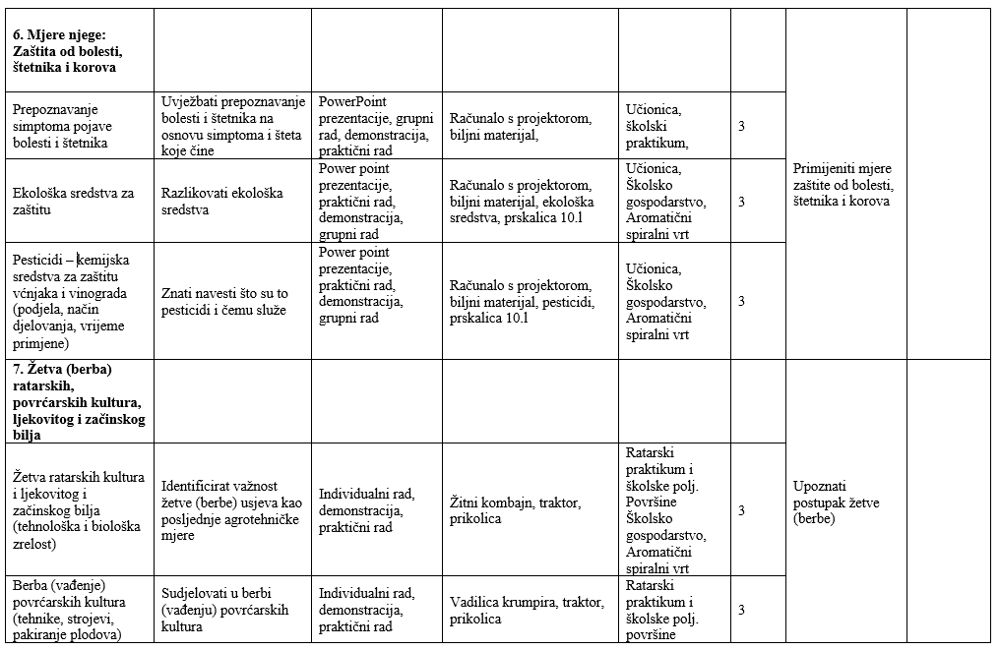 6. Mjere njege:
Zaštita od bolesti,
štetnika i korova
Prepoznavanje
simptoma pojave
bolesti i štetnika
Uvježbati prepoznavanje
bolesti i štetnika na
osnovu simptoma i šteta
koje čine
PowerPoint
prezentacije, grupni
rad, demonstracija,
praktični rad
Računalo s projektorom,
biljni materijal,
Učionica,
školski
praktikum,
3
Primijeniti mjere
zaštite od bolesti,
štetnika i korova
Ekološka sredstva za
zaštitu
Razlikovati ekološka
sredstva
Power point
prezentacije,
praktični rad,
demonstracija,
grupni rad
Računalo s projektorom,
biljni materijal, ekološka
sredstva, prskalica 10.l
Učionica,
Školsko
gospodarstvo,
Aromatični
spiralni vrt
3
Pesticidi – kemijska
sredstva za zaštitu
vćnjaka i vinograda
(podjela, način
djelovanja, vrijeme
primjene)
Znati navesti što su to
pesticidi i čemu služe
Power point
prezentacije,
praktični rad,
demonstracija,
grupni rad
Računalo s projektorom,
biljni materijal, pesticidi,
prskalica 10.l
Učionica,
Školsko
gospodarstvo,
Aromatični
spiralni vrt
3
7. Žetva (berba)
ratarskih,
povrćarskih kultura,
ljekovitog i začinskog
bilja
Žetva ratarskih kultura
i ljekovitog i
začinskog bilja
(tehnološka i biološka
zrelost)
Identificirat važnost
žetve (berbe) usjeva kao
posljednje agrotehničke
mjere
Individualni rad,
demonstracija,
praktični rad
Žitni kombajn, traktor,
prikolica
Ratarski
praktikum i
školske polj.
Površine
Školsko
gospodarstvo,
Aromatični
spiralni vrt
3
Upoznati
postupak žetve
(berbe)
Berba (vađenje)
povrćarskih kultura
(tehnike, strojevi,
pakiranje plodova)
Sudjelovati u berbi
(vađenju) povrćarskih
kultura
Individualni rad,
demonstracija,
praktični rad
Vadilica krumpira, traktor,
prikolica
Ratarski
praktikum i
školske polj.
površine
3